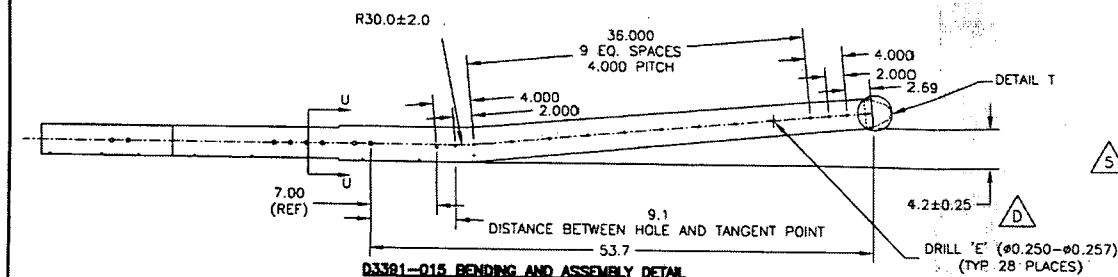 R30.0±2.0
36.000
9 EQ. SPACES
4.000 PITCH
4.000
2.000
2.69
DETAIL T
4.000
2.000
U
U
S
7.00
(REF)
9.1
DISTANCE BETWEEN HOLE AND TANGENT POINT
4.2±0.25
D
53.7
DRILL 'E' (ø0.250-ø0.257)
(TYP 28 PLACES)
D3391-015 BENDING AND ASSEMBLY DETAIL